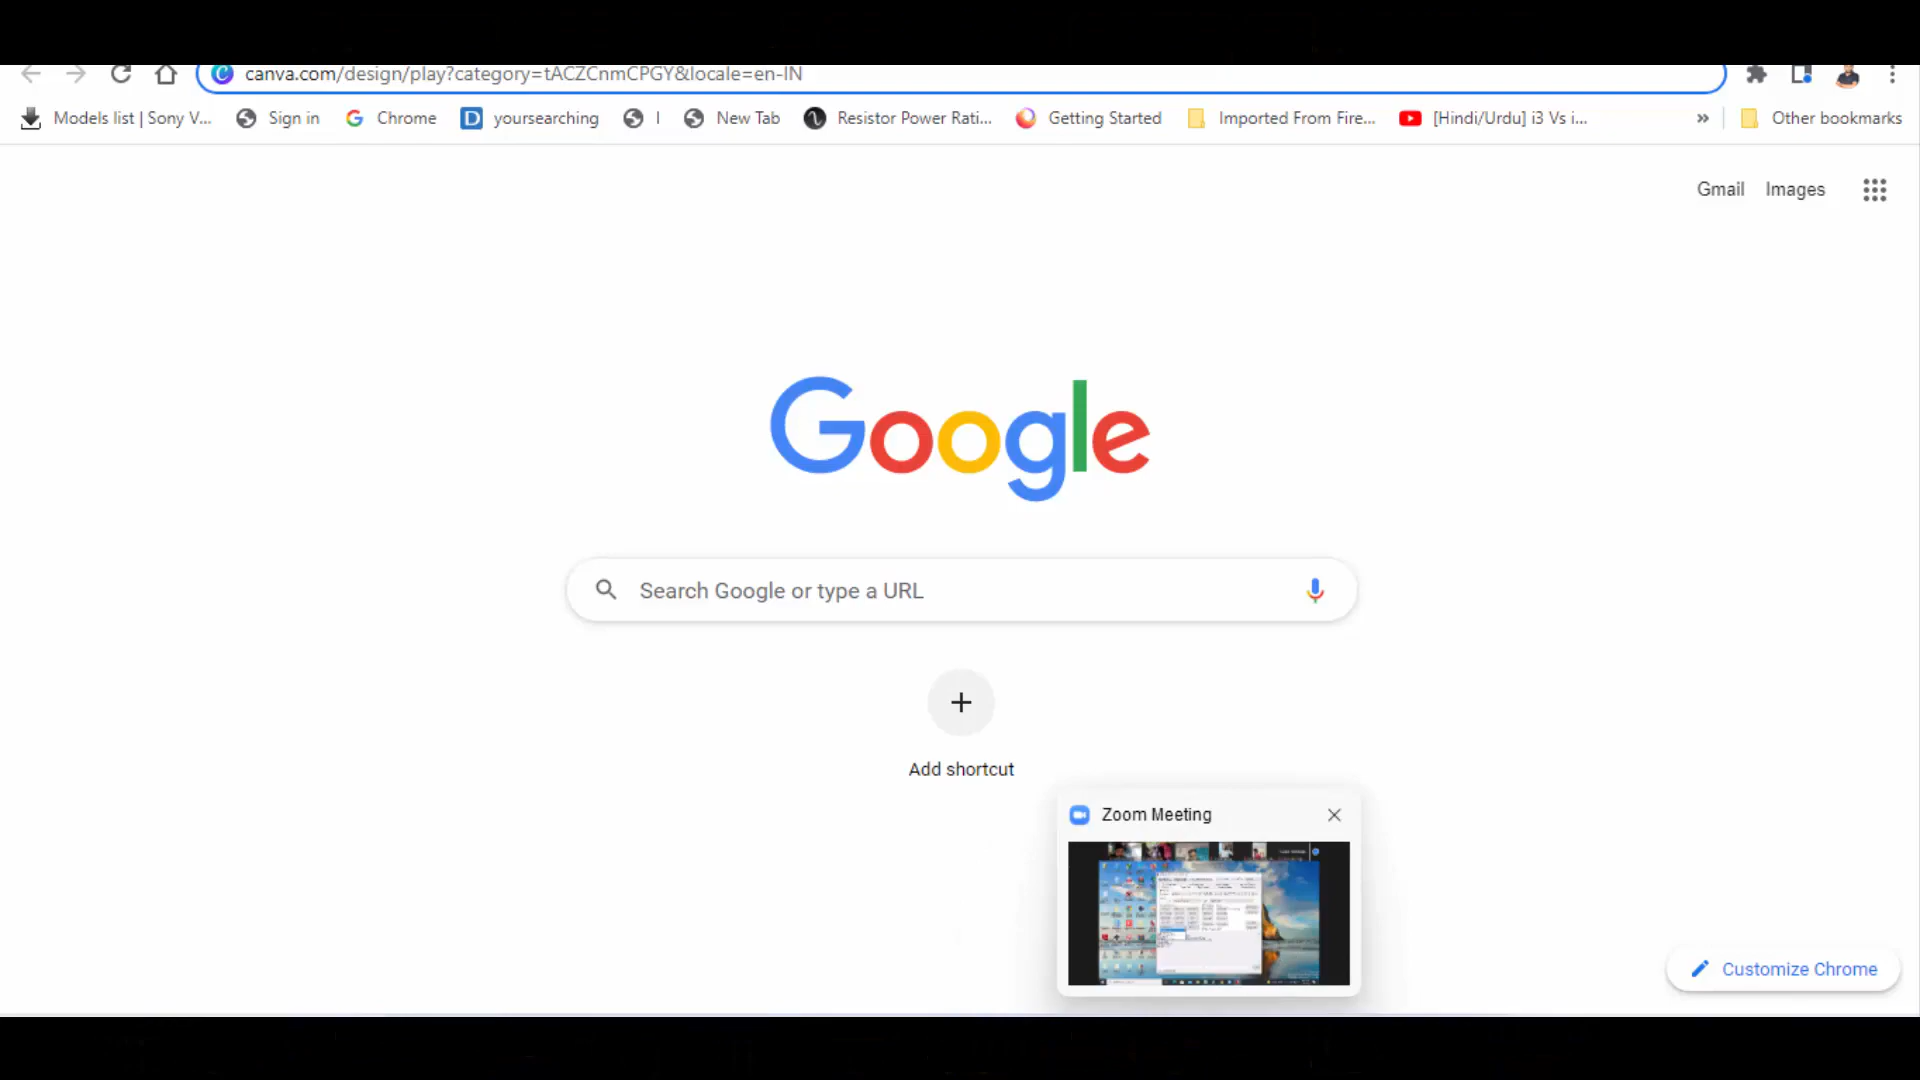 canva.com/design/play?category=tACZCnmCPGY&locale=en-IN
Models list | Sony V... Sign in Chrome yoursearching I New Tab Resistor Power Rati... Getting Started Imported From Fire... [Hindi/Urdu] i3 Vs i... » Other bookmarks
Gmail Images
Google
Search Google or type a URL
Add shortcut
Zoom Meeting
Customize Chrome